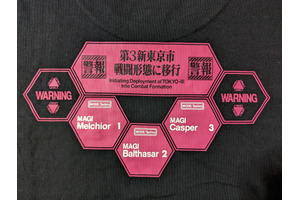 第3新東京市
警報
戦闘形態に移行
警報
Initiating Deployment of TOKYO-III
Into Combat Formation
WARNING
WARNING
MAGI
Melchior 1
MAGI
Casper 3
MAGI
Balthasar 2